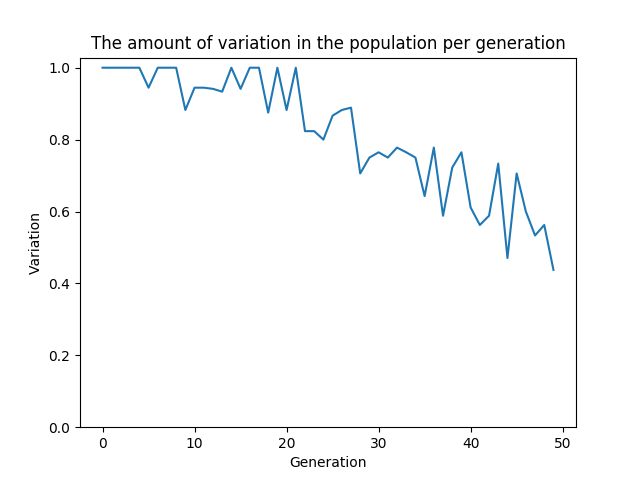 The amount of variation in the population per generation
1.0
0.8
0.6
0.4
0.2
0.0
Variation
0 10 20 30 40 50
Generation